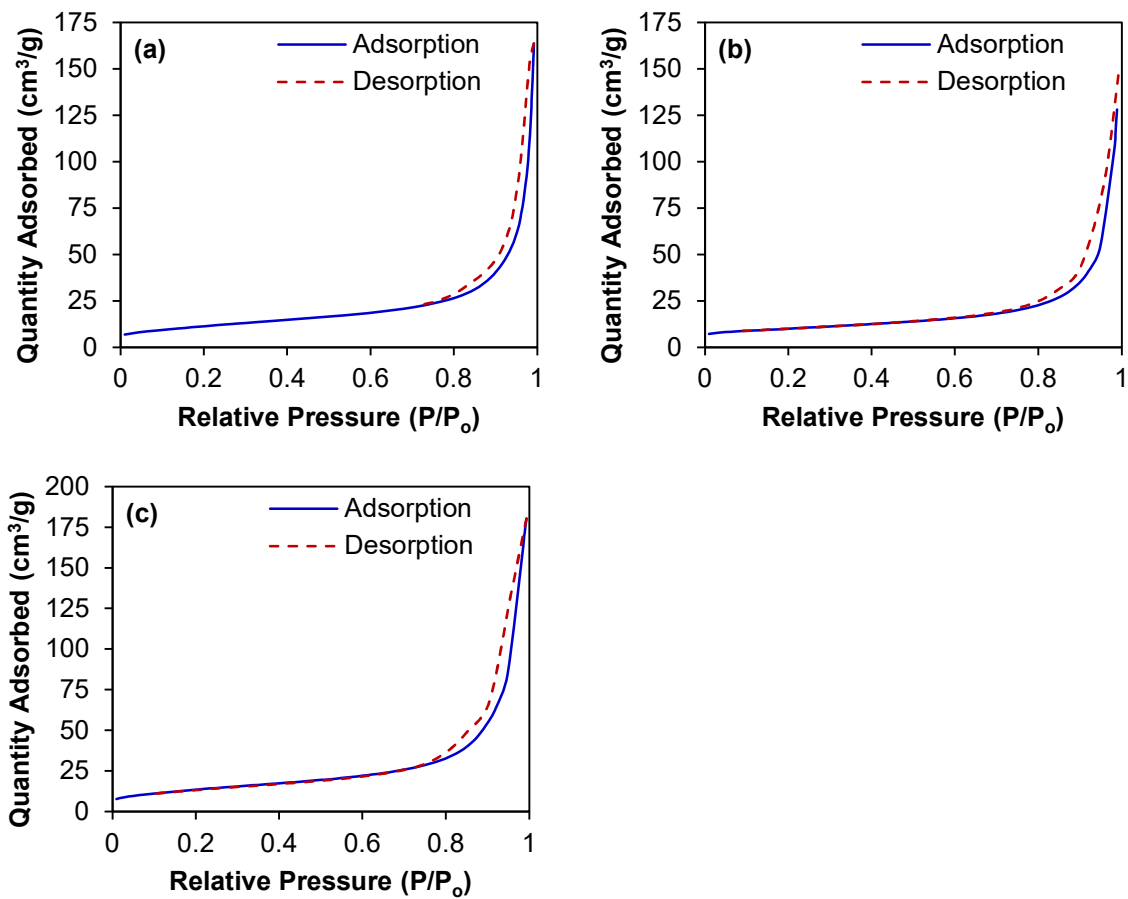 (a)
Adsorption
Desorption
175
150
125
100
75
50
25
0
0
0.2
0.4
0.6
0.8
1
Quantity Adsorbed (cm³/g)
Relative Pressure (P/Pₒ)
(b)
Adsorption
Desorption
175
150
125
100
75
50
25
0
0
0.2
0.4
0.6
0.8
1
Quantity Adsorbed (cm³/g)
Relative Pressure (P/Pₒ)
(c)
Adsorption
Desorption
200
175
150
125
100
75
50
25
0
0
0.2
0.4
0.6
0.8
1
Quantity Adsorbed (cm³/g)
Relative Pressure (P/Pₒ)